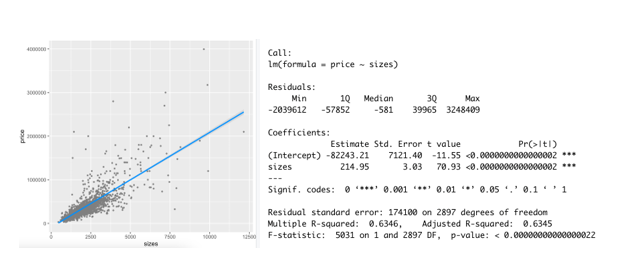 4000000
3000000
2000000
1000000
0
price
0
2500
5000
7500
10000
12500
sizes
Call:
lm(formula = price ~ sizes)
Residuals:
Min 1Q Median 3Q Max
-2039612 -57852 -581 39965 3248409
Coefficients:
Estimate Std. Error t value Pr(>|t|)
(Intercept) -82243.21 7121.40 -11.55 <0.0000000000000002 ***
sizes 214.95 3.03 70.93 <0.0000000000000002 ***
---
Signif. codes: 0 ‘***’ 0.001 ‘**’ 0.01 ‘*’ 0.05 ‘.’ 0.1 ‘ ’ 1
Residual standard error: 174100 on 2897 degrees of freedom
Multiple R-squared: 0.6346, Adjusted R-squared: 0.6345
F-statistic: 5031 on 1 and 2897 DF, p-value: < 0.00000000000000022